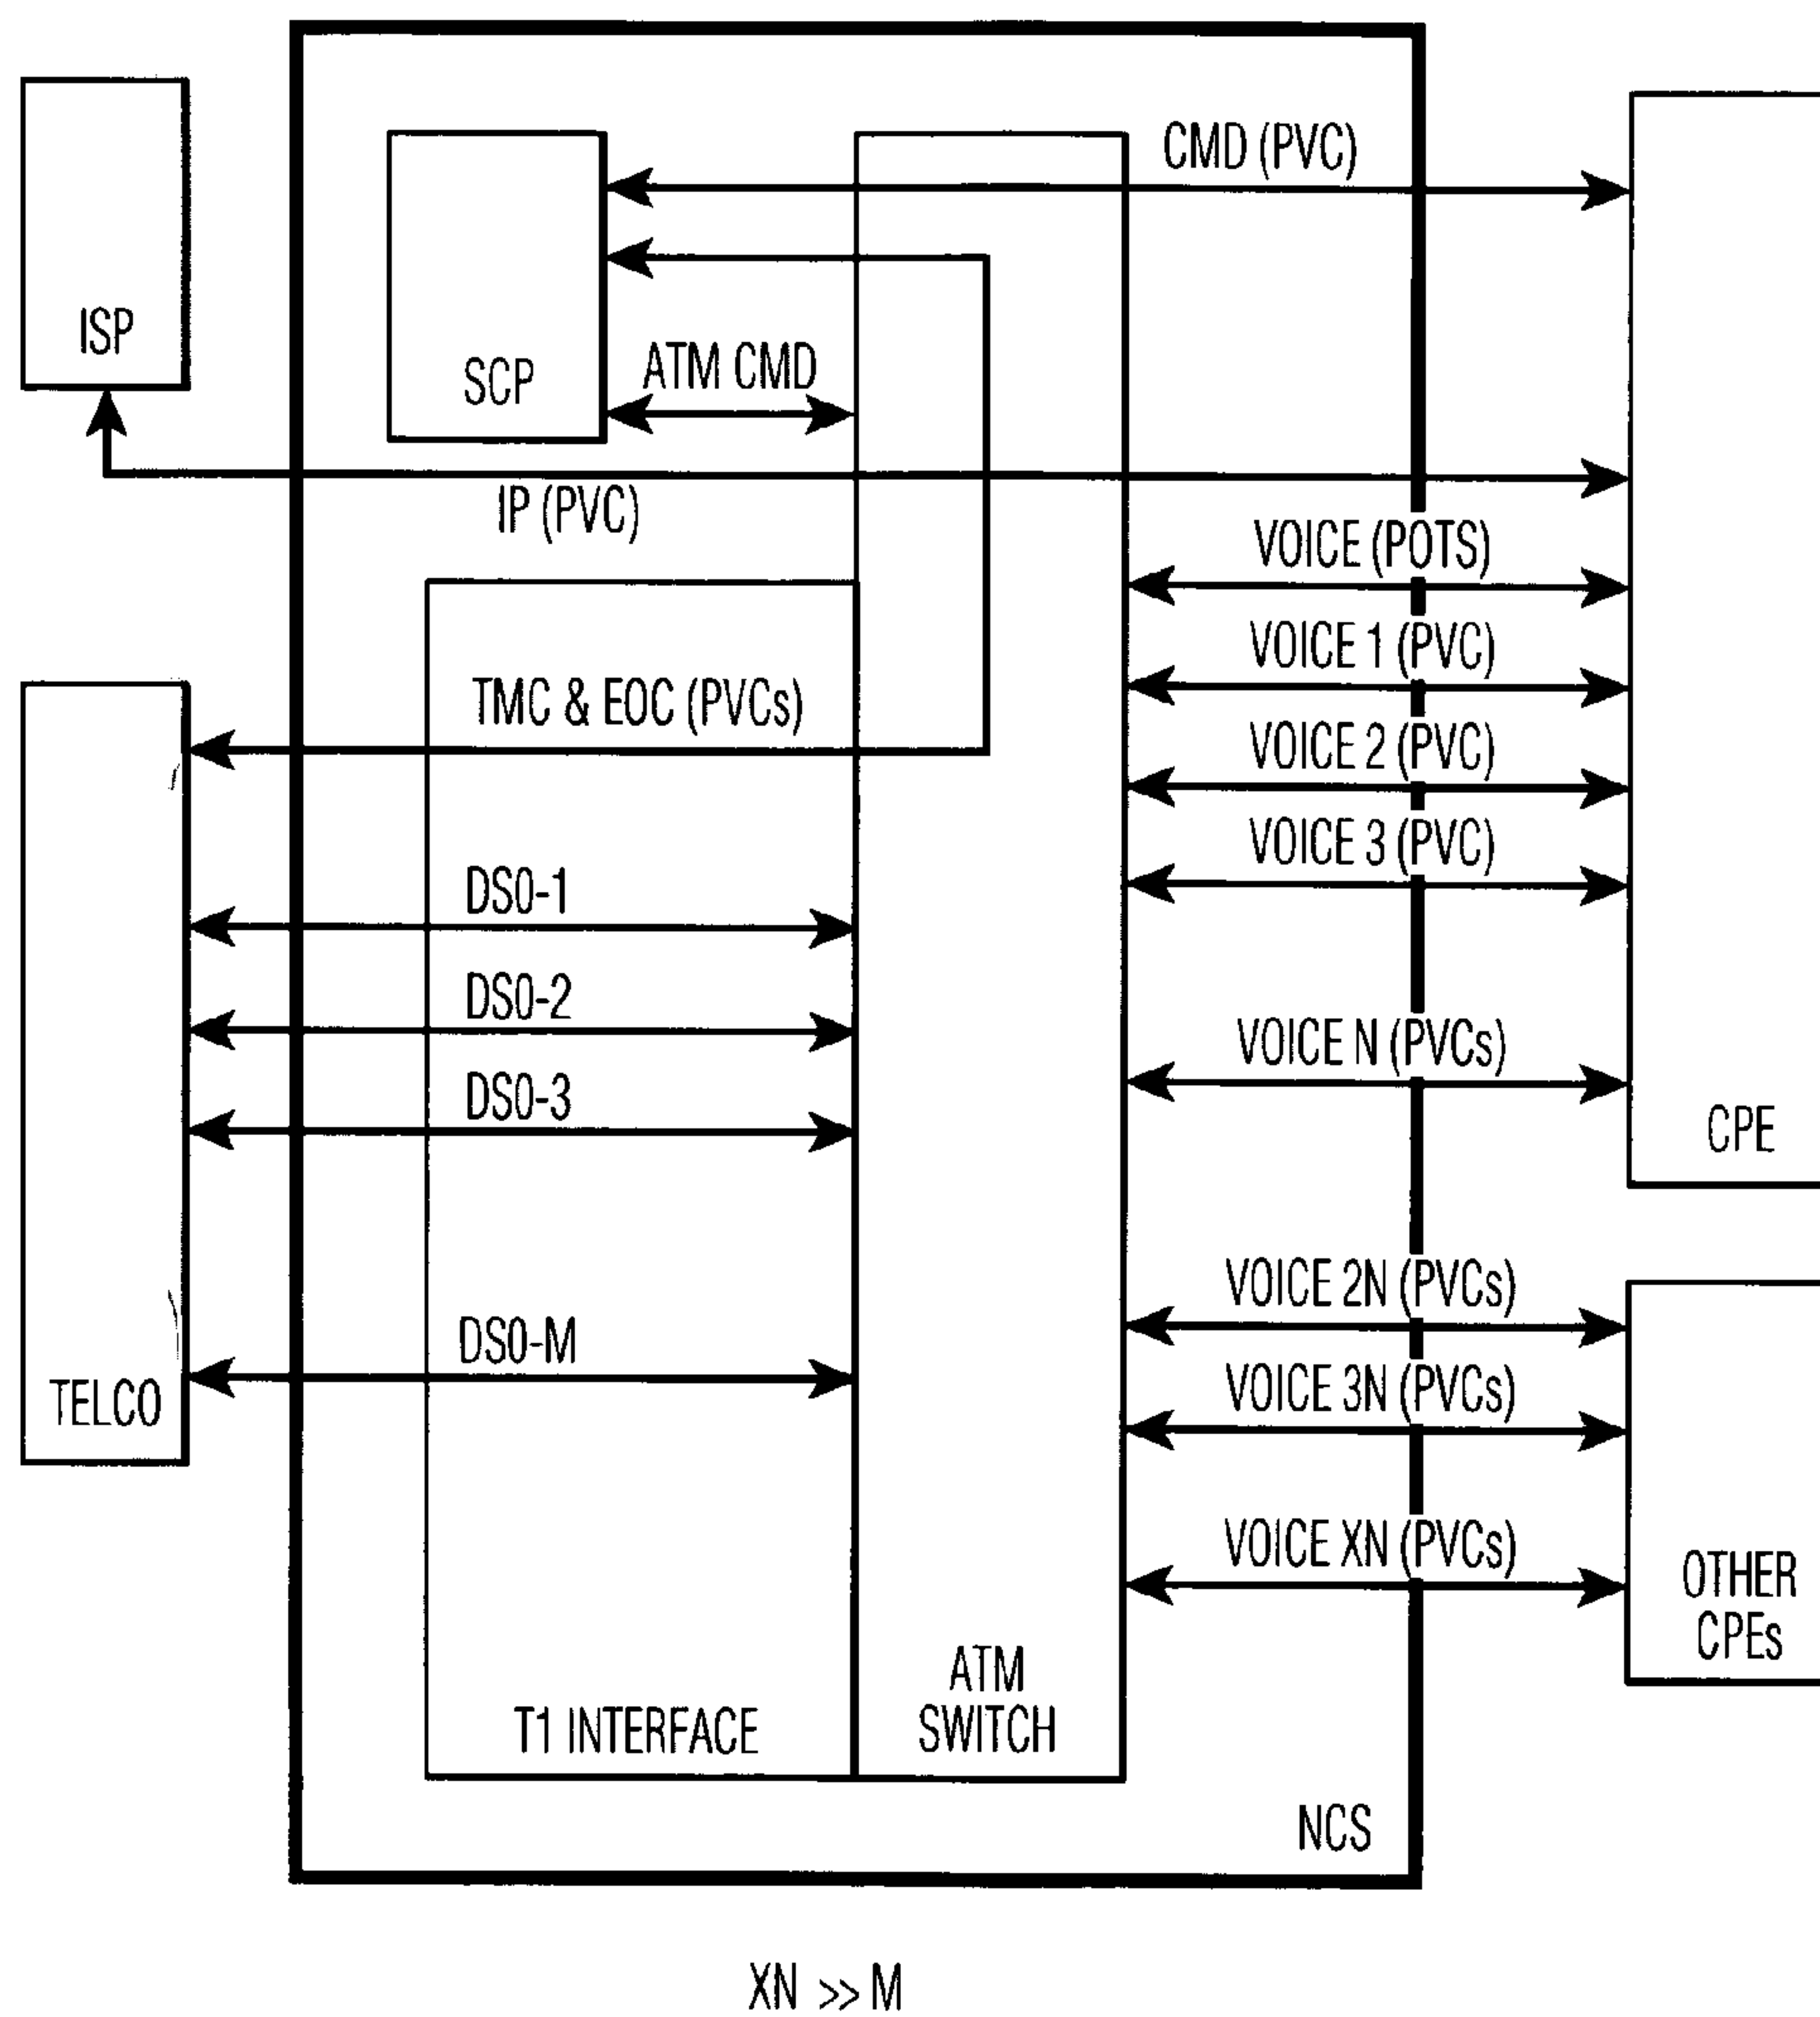 CMD (PVC)
ISP
SCP
ATM CMD
IP (PVC)
VOICE (POTS)
VOICE 1 (PVC)
TMC & EOC (PVCs)
VOICE 2 (PVC)
VOICE 3 (PVC)
DS0-1
DS0-2
VOICE N (PVCs)
DS0-3
CPE
VOICE 2N (PVCs)
DS0-M
VOICE 3N (PVCs)
TELCO
VOICE XN (PVCs)
OTHER
CPEs
ATM
SWITCH
T1 INTERFACE
NCS
XN >> M